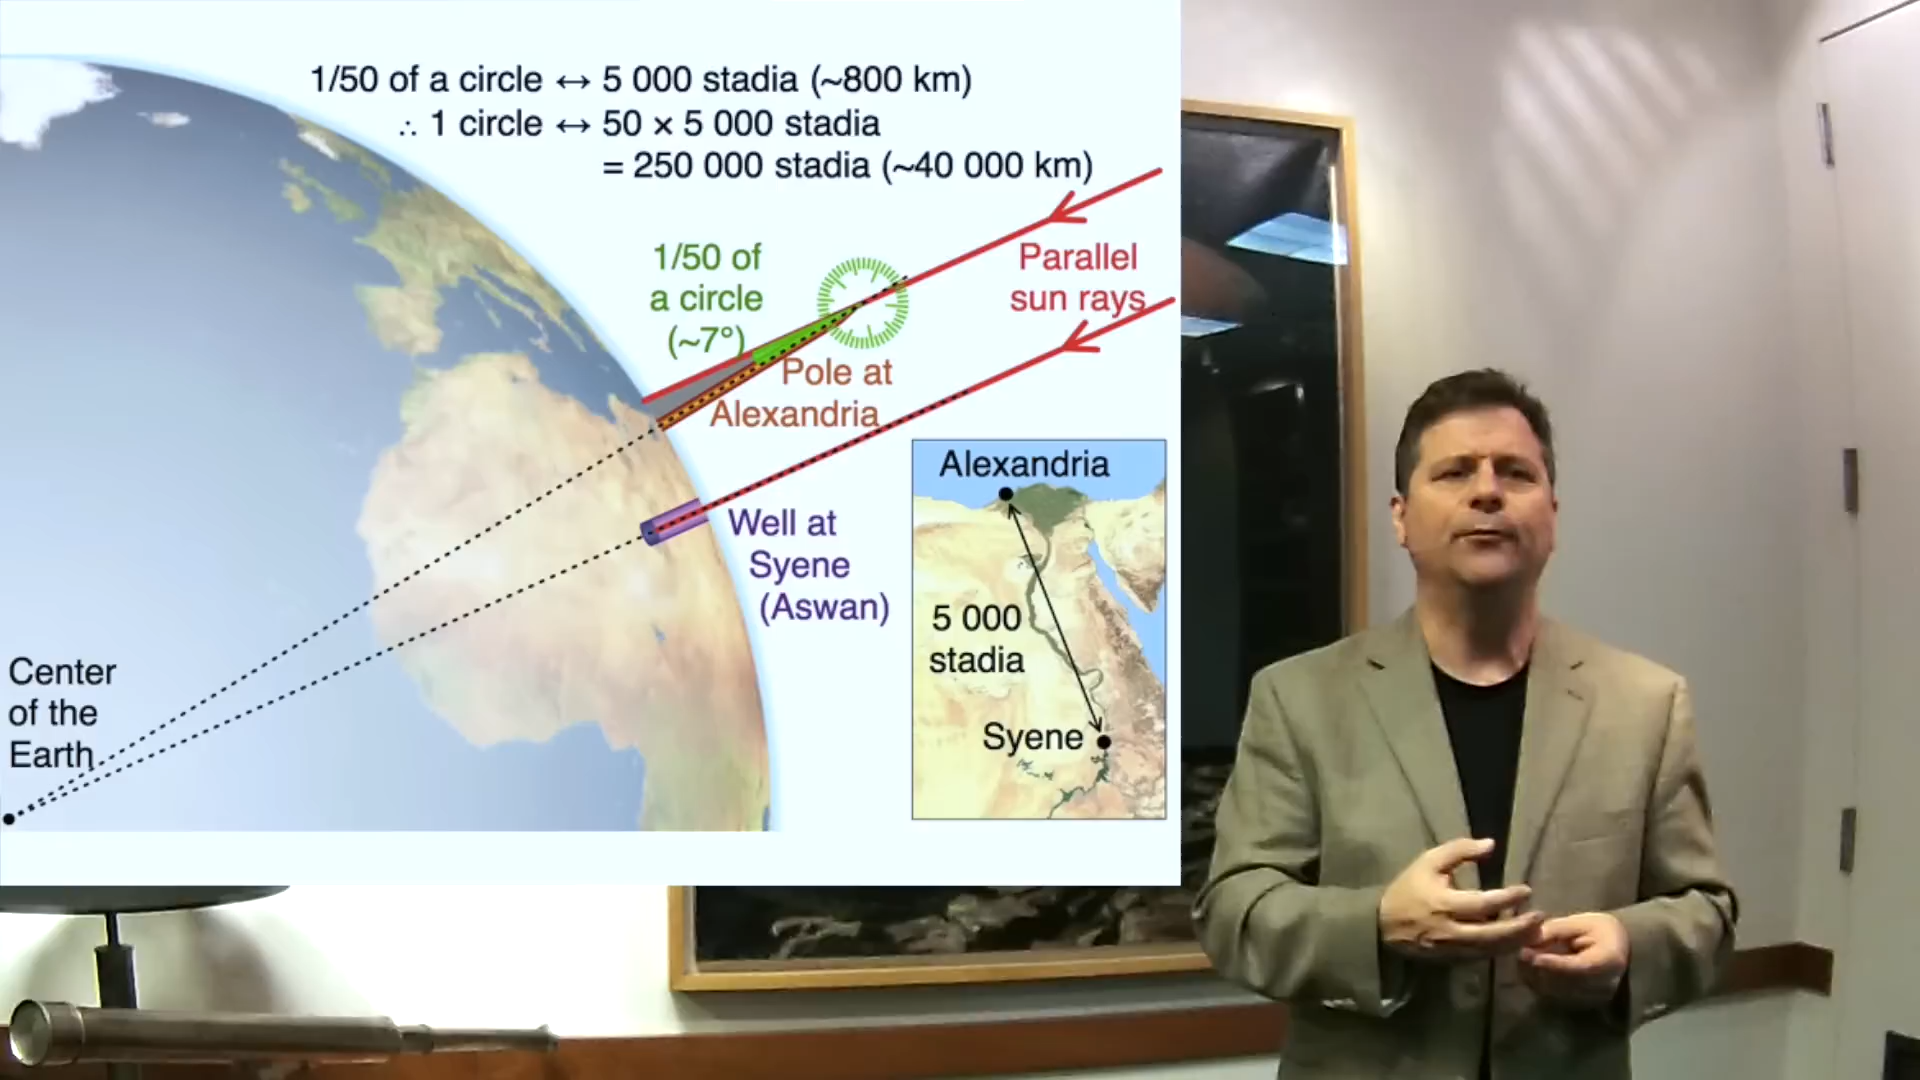 1/50 of a circle ↔ 5 000 stadia (~800 km)
∴ 1 circle ↔ 50 × 5 000 stadia
= 250 000 stadia (~40 000 km)
1/50 of
a circle
(~7°)
Parallel
sun rays
Pole at
Alexandria
Well at
Syene
(Aswan)
Center
of the
Earth
Alexandria
5 000
stadia
Syene